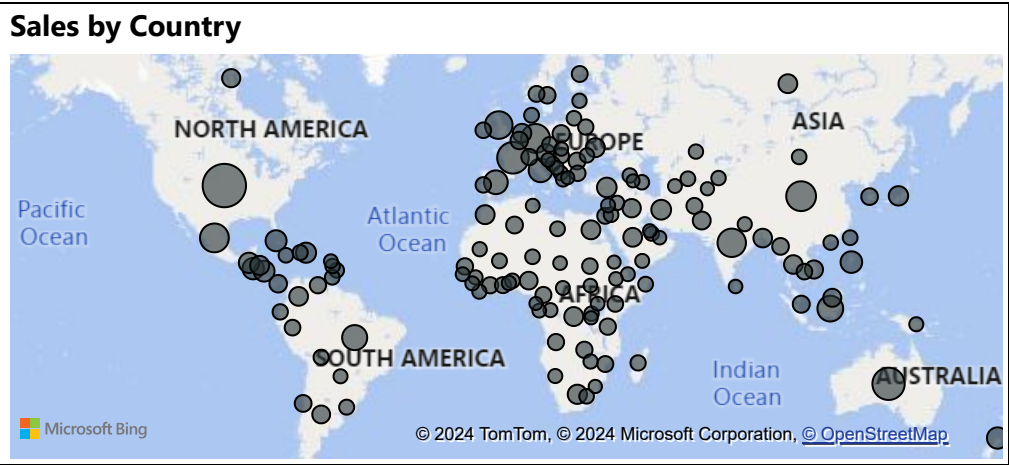 Sales by Country
NORTH AMERICA
EUROPE
ASIA
Pacific
Ocean
Atlantic
Ocean
AFRICA
SOUTH AMERICA
Indian
Ocean
AUSTRALIA
Microsoft Bing
© 2024 TomTom, © 2024 Microsoft Corporation, © OpenStreetMap